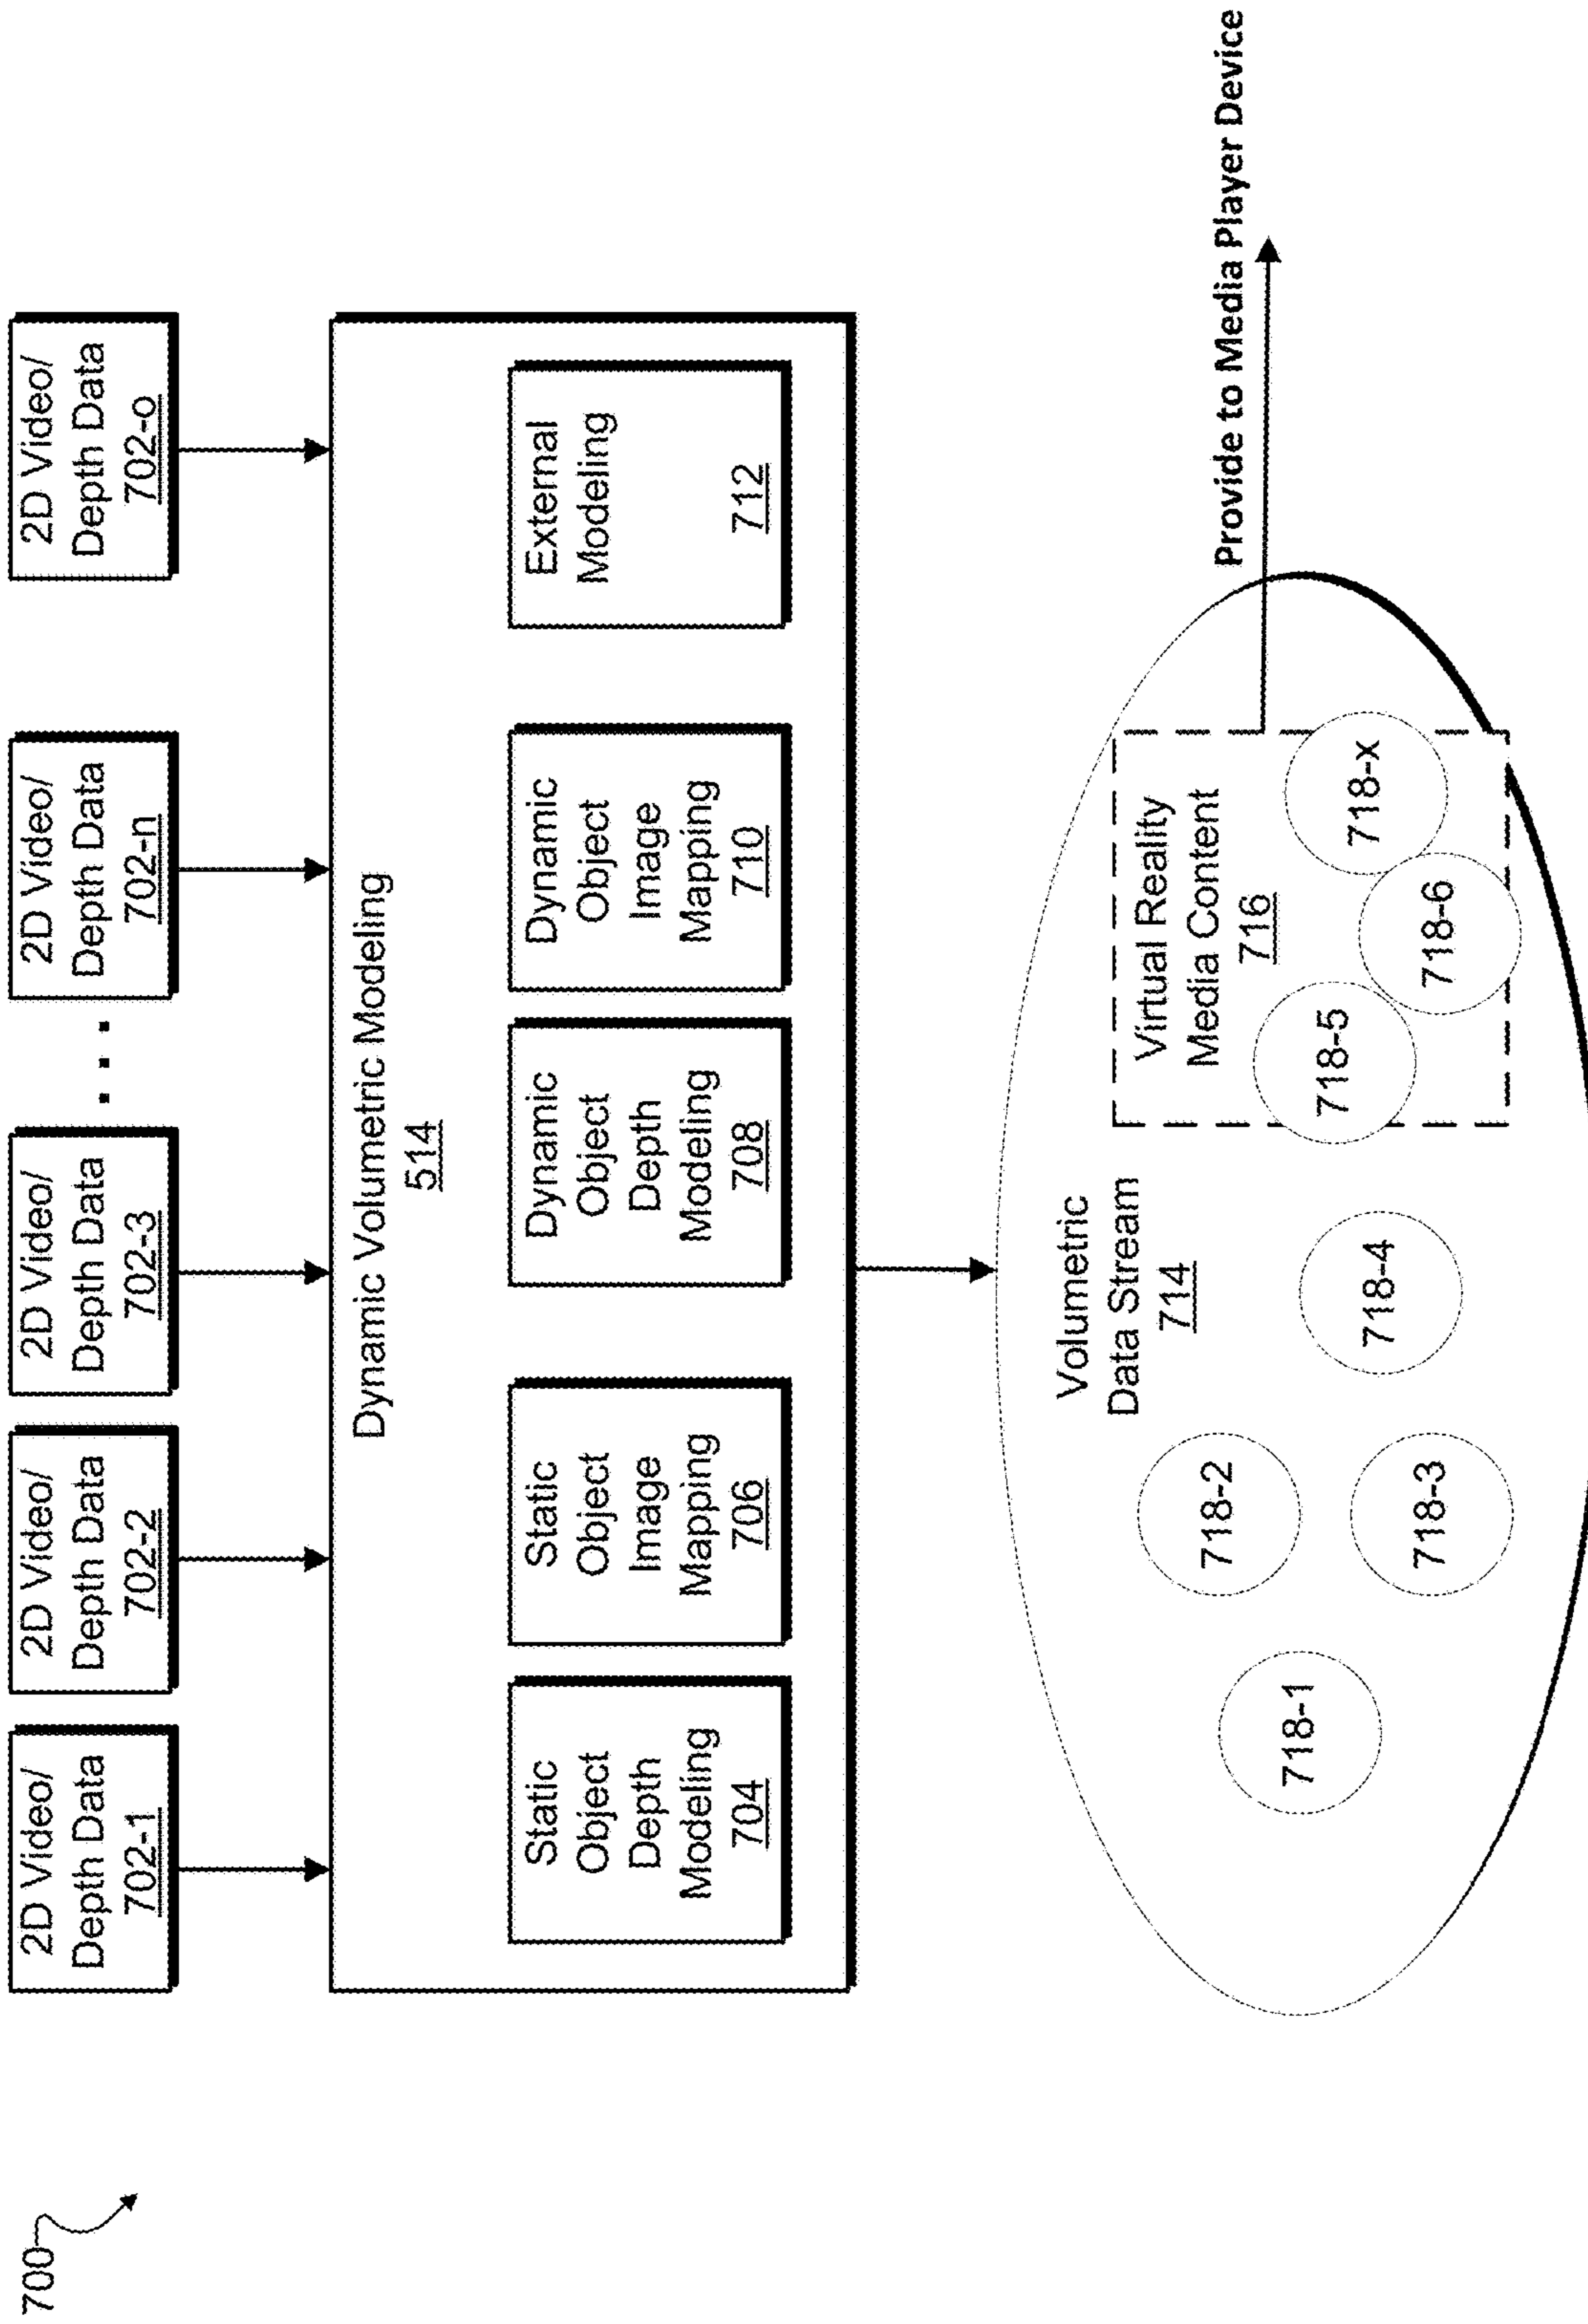 700
2D Video/
Depth Data
702-1
2D Video/
Depth Data
702-2
2D Video/
Depth Data
702-3
. . .
2D Video/
Depth Data
702-n
2D Video/
Depth Data
702-o
Dynamic Volumetric Modeling
514
Static
Object
Depth
Modeling
704
Static
Object
Image
Mapping
706
Dynamic
Object
Depth
Modeling
708
Dynamic
Object
Image
Mapping
710
External
Modeling
712
Volumetric
Data Stream
714
718-1
718-2
718-3
718-4
Virtual Reality
Media Content
716
718-5
718-6
718-x
Provide to Media Player Device